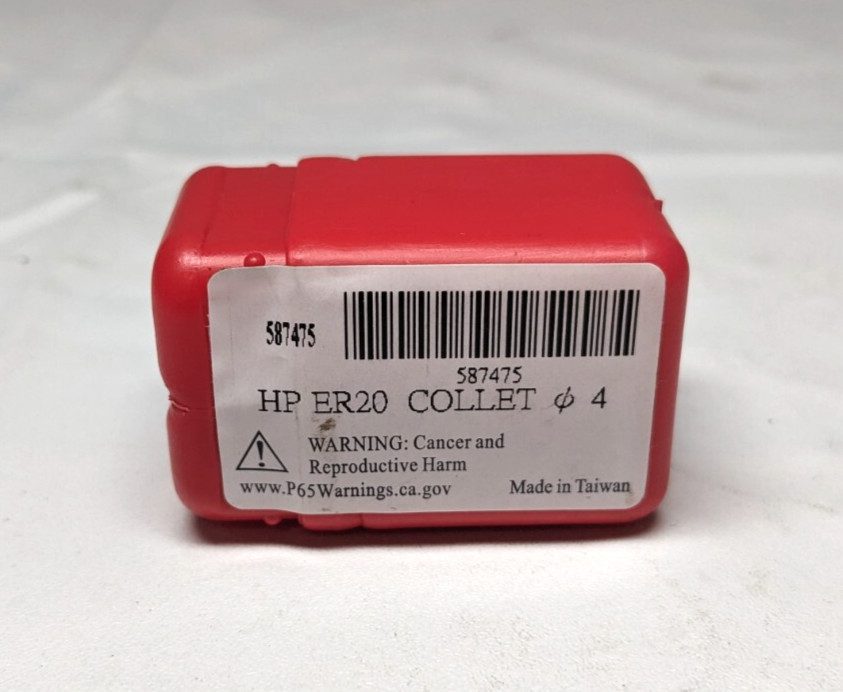 587475
587475
HP ER20 COLLET ϕ 4
WARNING: Cancer and
Reproductive Harm
www.P65Warnings.ca.gov
Made in Taiwan